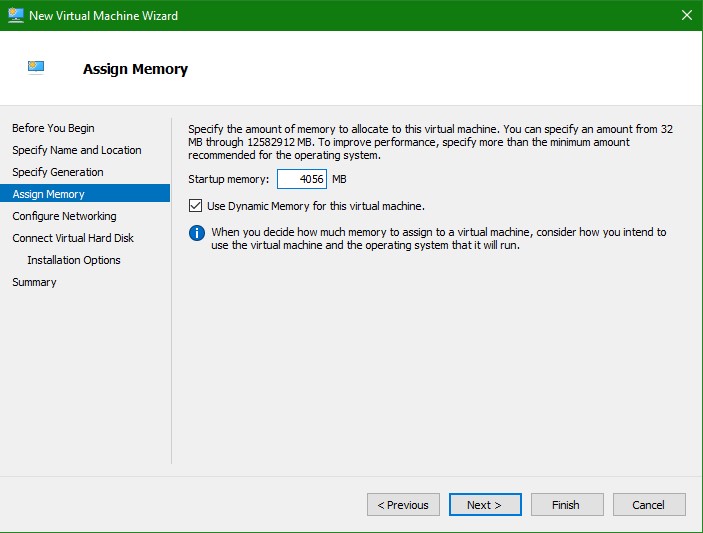 New Virtual Machine Wizard
Assign Memory
Before You Begin
Specify Name and Location
Specify Generation
Assign Memory
Configure Networking
Connect Virtual Hard Disk
Installation Options
Summary
Specify the amount of memory to allocate to this virtual machine. You can specify an amount from 32
MB through 12582912 MB. To improve performance, specify more than the minimum amount
recommended for the operating system.
Startup memory: 4056 MB
Use Dynamic Memory for this virtual machine.
When you decide how much memory to assign to a virtual machine, consider how you intend to
use the virtual machine and the operating system that it will run.
< Previous Next > Finish Cancel